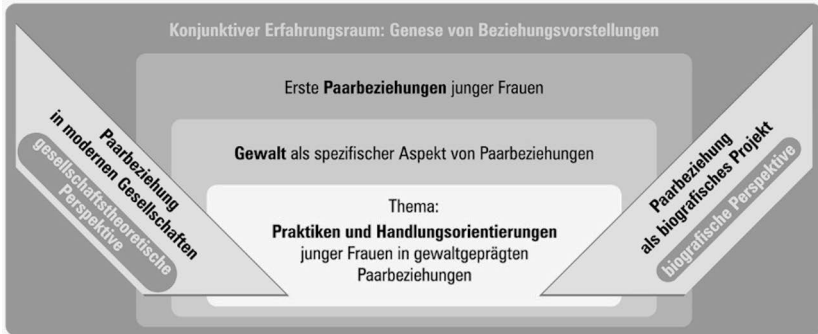 Konjunktiver Erfahrungsraum: Genese von Beziehungsvorstellungen
Erste Paarbeziehungen junger Frauen
Gewalt als spezifischer Aspekt von Paarbeziehungen
Thema:
Praktiken und Handlungsorientierungen
junger Frauen in gewaltgeprägten
Paarbeziehungen
Paarbeziehung
in modernen Gesellschaften
gesellschaftstheoretische
Perspektive
Paarbeziehung
als biografisches Projekt
biografische Perspektive